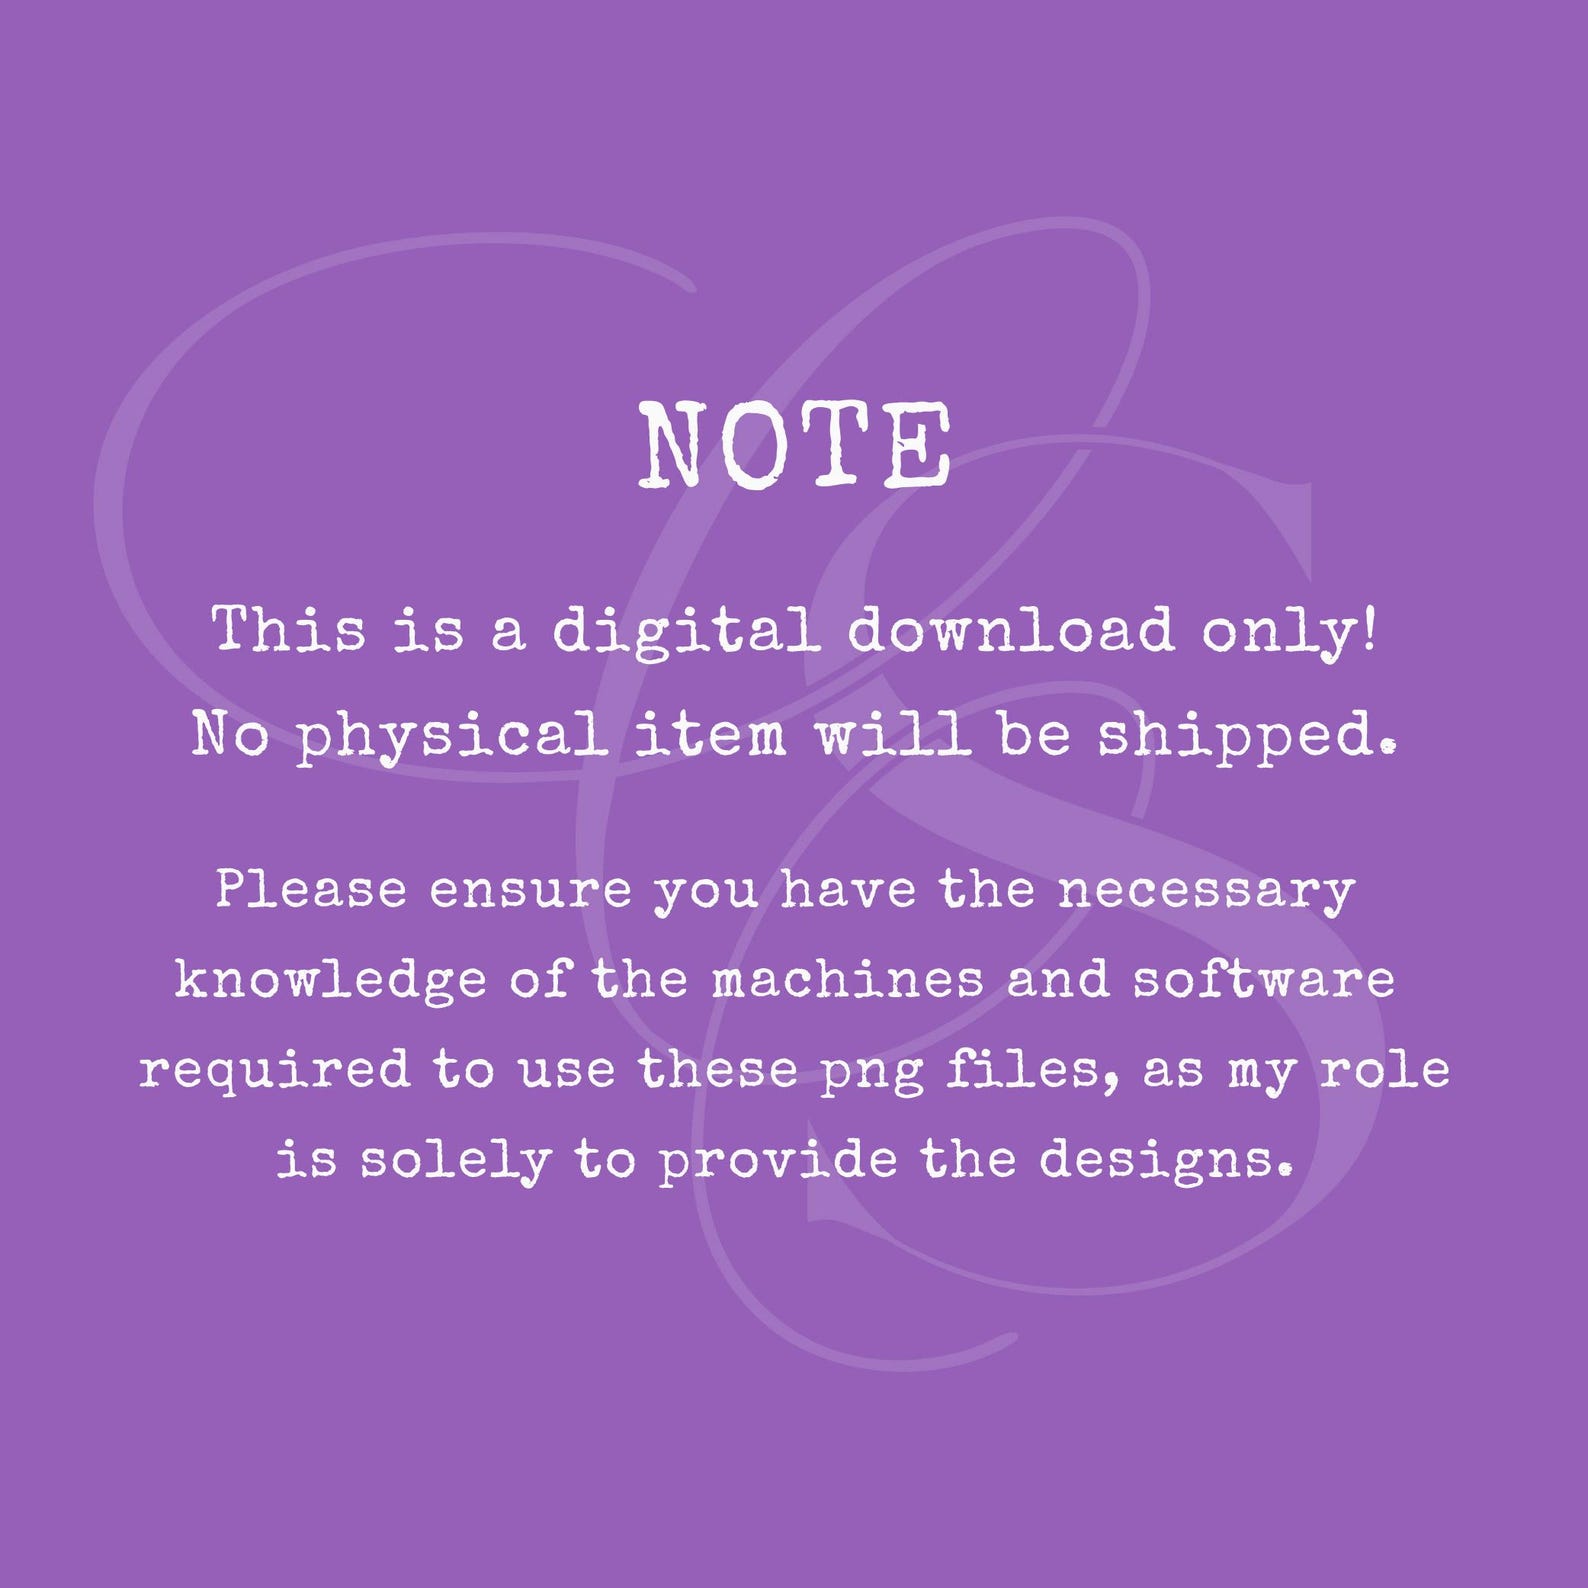 NOTE
This is a digital download only!
No physical item will be shipped.
Please ensure you have the necessary
knowledge of the machines and software
required to use these png files, as my role
is solely to provide the designs.